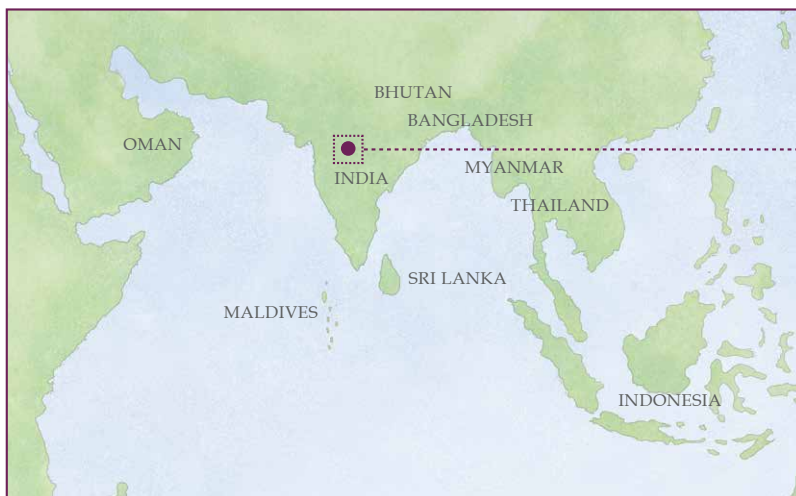 BHUTAN
BANGLADESH
OMAN
MYANMAR
INDIA
THAILAND
SRI LANKA
MALDIVES
INDONESIA